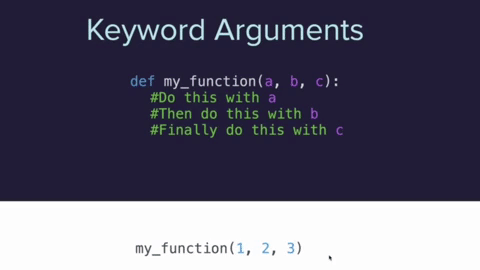 Keyword Arguments
def my_function(a, b, c):
#Do this with a
#Then do this with b
#Finally do this with c
my_function(1, 2, 3)